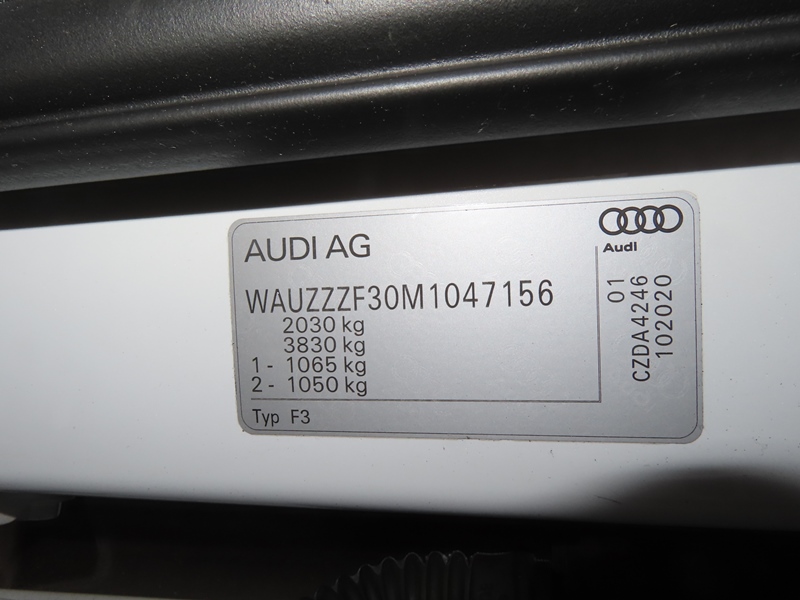 AUDI AG
Audi
WAUZZZF30M1047156
2030 kg
3830 kg
1 - 1065 kg
2 - 1050 kg
Typ F3
01
CZDA4246
102020